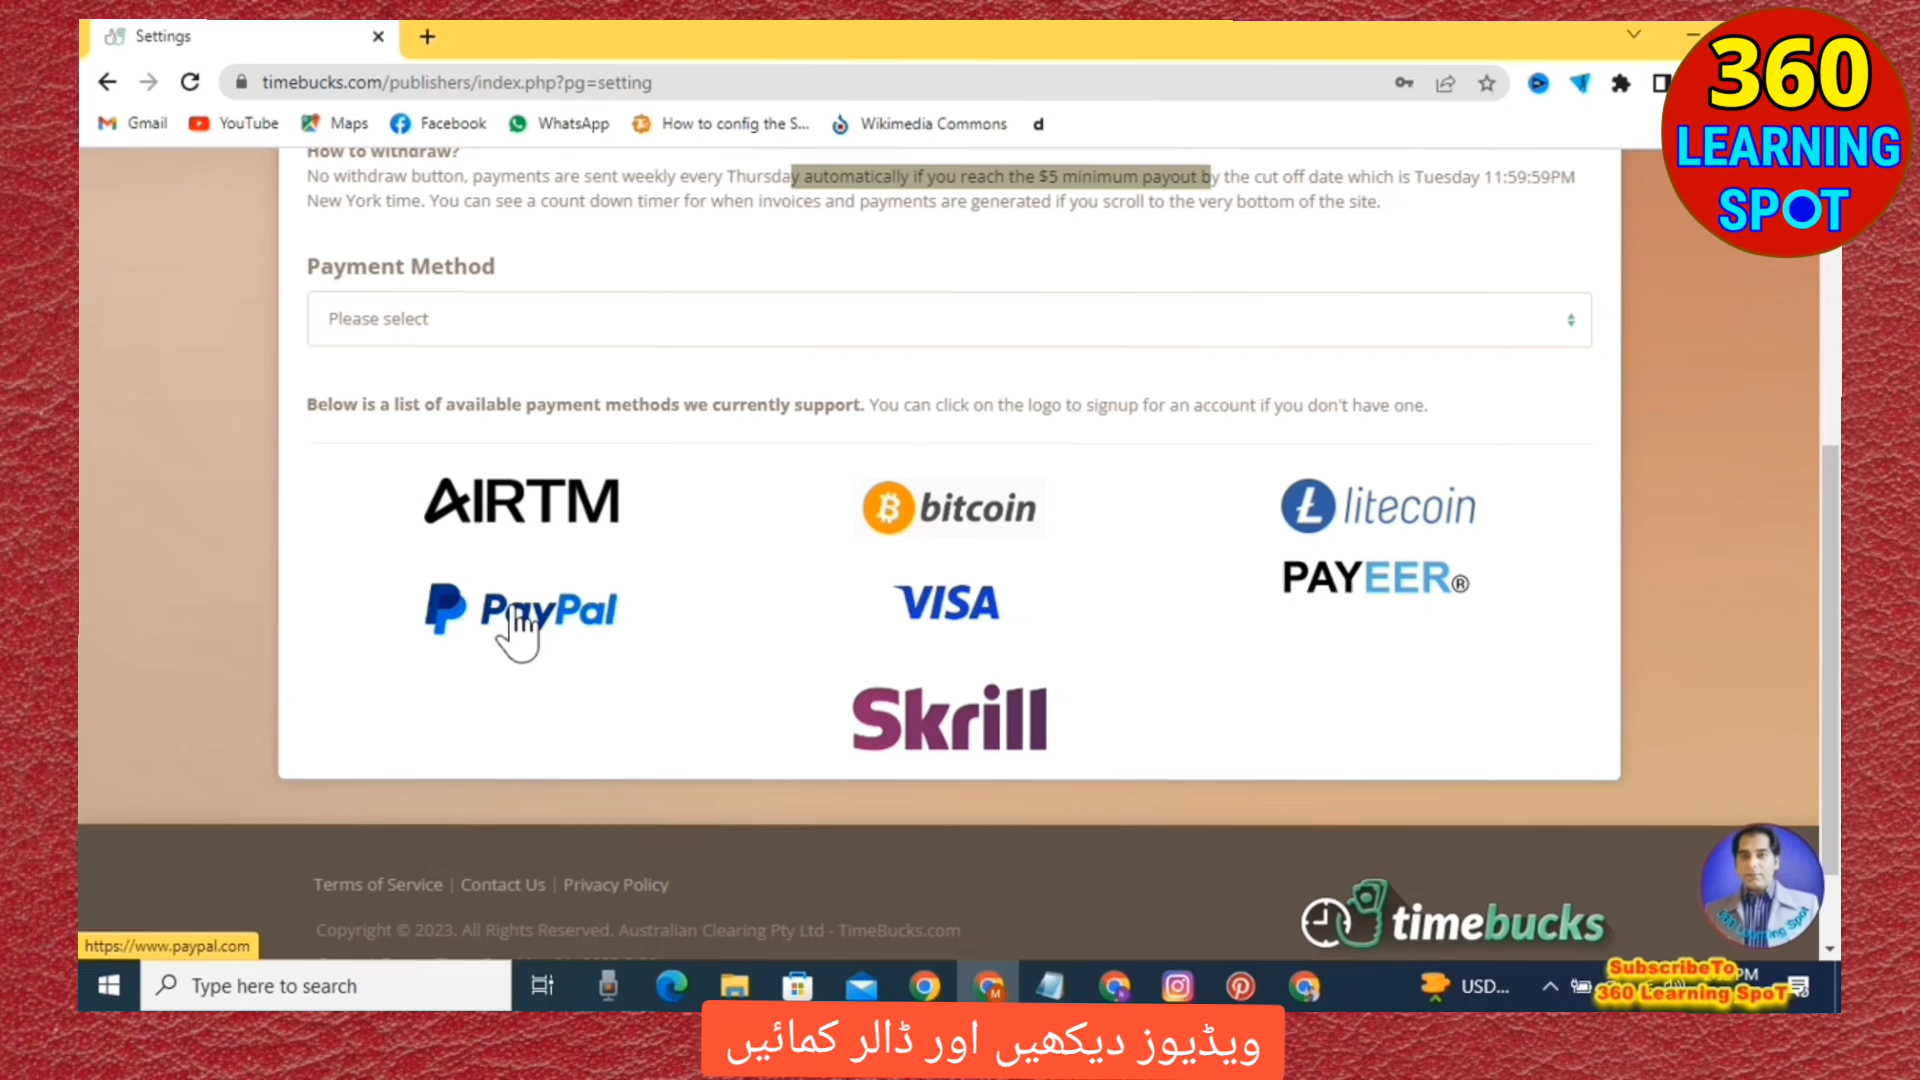 Settings
360
LEARNING
SPOT
timebucks.com/publishers/index.php?pg=setting
Gmail YouTube Maps Facebook WhatsApp How to config the S... Wikimedia Commons d
How to withdraw?
No withdraw button, payments are sent weekly every Thursday automatically if you reach the $5 minimum payout by the cut off date which is Tuesday 11:59:59PM
New York time. You can see a count down timer for when invoices and payments are generated if you scroll to the very bottom of the site.
Payment Method
Please select
Below is a list of available payment methods we currently support. You can click on the logo to signup for an account if you don't have one.
AIRTM
bitcoin
litecoin
PayPal
VISA
PAYEER®
Skrill
Terms of Service | Contact Us | Privacy Policy
Copyright © 2023. All Rights Reserved. Australian Clearing Pty Ltd - TimeBucks.com
timebucks
360 Learning Spot
https://www.paypal.com
Type here to search
USD...
PM
SubscribeTo
360 Learning SpoT
ویڈیوز دیکھیں اور ڈالر کمائیں